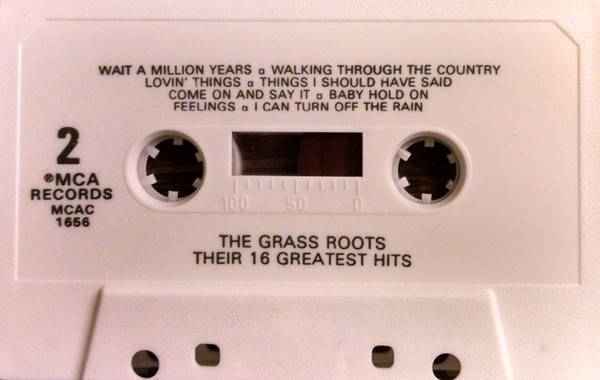 WAIT A MILLION YEARS ▫ WALKING THROUGH THE COUNTRY
LOVIN' THINGS ▫ THINGS I SHOULD HAVE SAID
COME ON AND SAY IT ▫ BABY HOLD ON
FEELINGS ▫ I CAN TURN OFF THE RAIN
2
®MCA
RECORDS
MCAC
1656
100 50 0
THE GRASS ROOTS
THEIR 16 GREATEST HITS